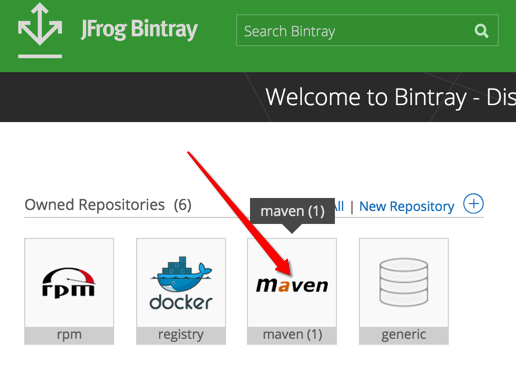 JFrog Bintray
Search Bintray
Welcome to Bintray - Dis
Owned Repositories (6)
maven (1)
All | New Repository
rpm
docker
maven
rpm
registry
maven (1)
generic